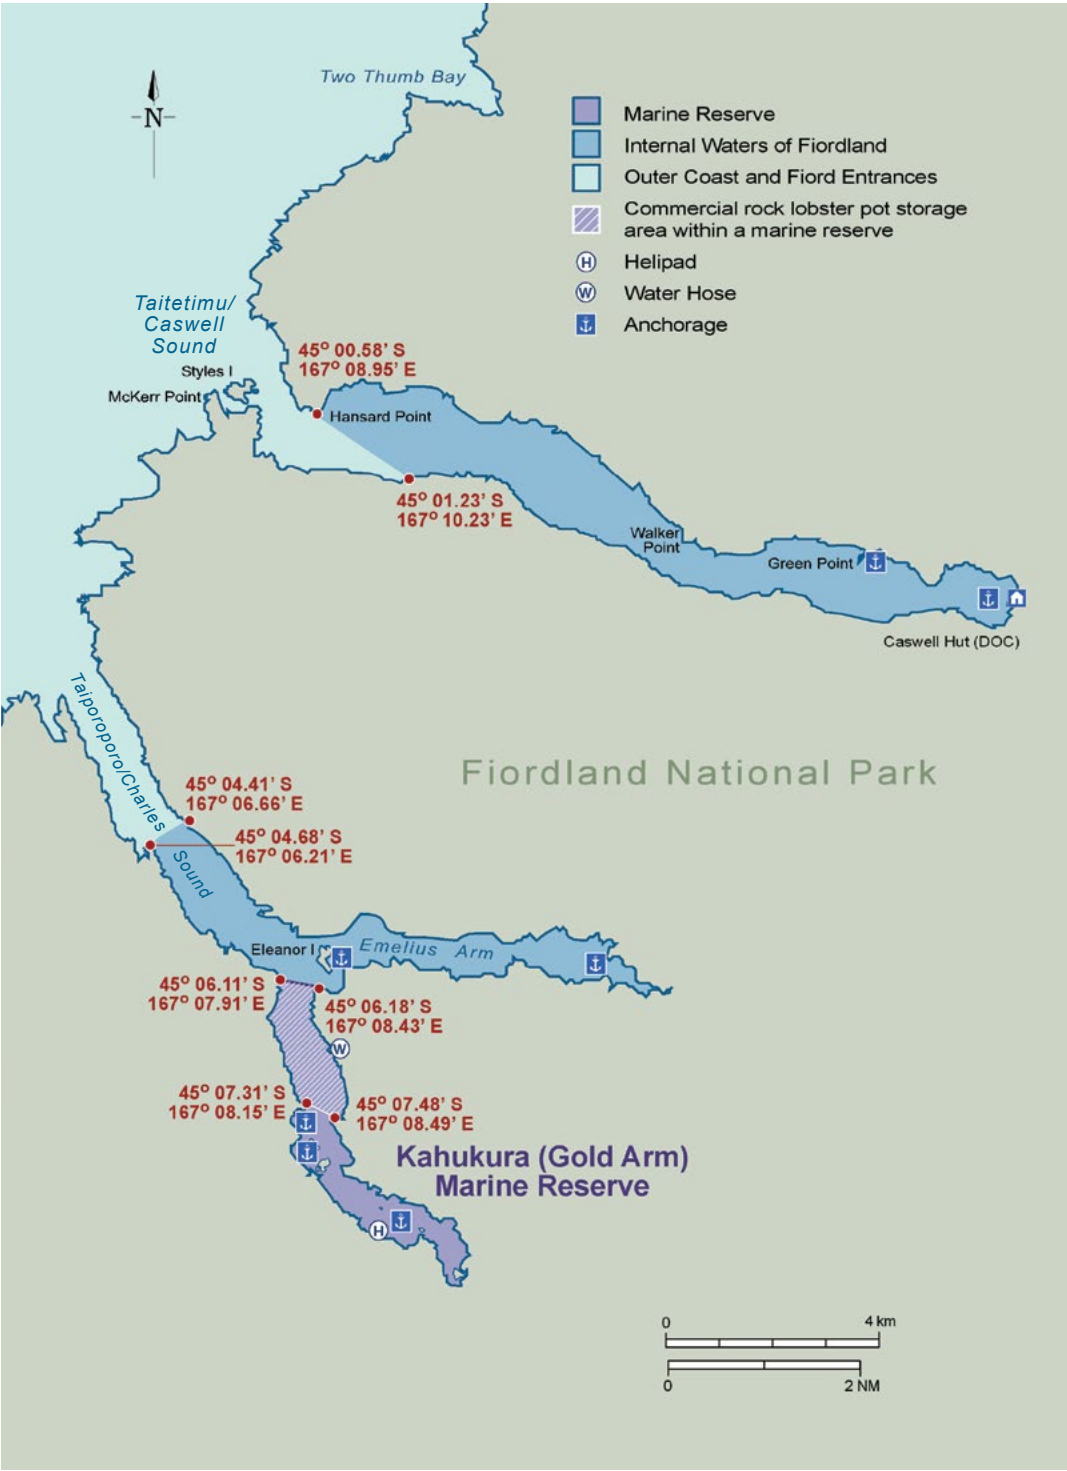 Two Thumb Bay
N
Marine Reserve
Internal Waters of Fiordland
Outer Coast and Fiord Entrances
Commercial rock lobster pot storage
area within a marine reserve
H Helipad
W Water Hose
Anchorage
Taitetimu/
Caswell
Sound
Styles I
McKerr Point
45° 00.58' S
167° 08.95' E
Hansard Point
45° 01.23' S
167° 10.23' E
Walker
Point
Green Point
Caswell Hut (DOC)
Taiporoporo/Charles
Sound
Fiordland National Park
45° 04.41' S
167° 06.66' E
45° 04.68' S
167° 06.21' E
Eleanor I
Emelius Arm
45° 06.11' S
167° 07.91' E
45° 06.18' S
167° 08.43' E
W
45° 07.31' S
167° 08.15' E
45° 07.48' S
167° 08.49' E
Kahukura (Gold Arm)
Marine Reserve
H
0 4 km
0 2 NM